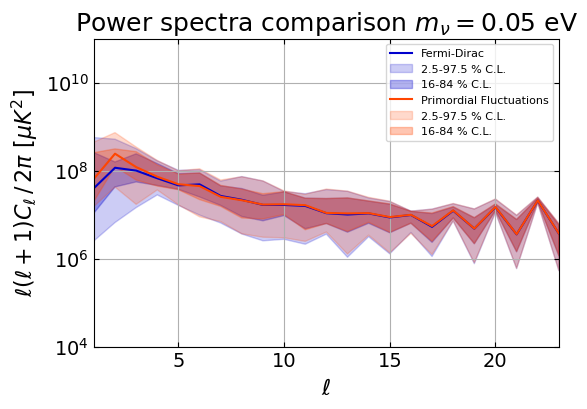 Power spectra comparison $m_\nu = 0.05$ eV
$\ell(\ell+1)C_\ell\,/\,2\pi\ [\mu K^2]$
$10^{10}$
$10^8$
$10^6$
$10^4$
Fermi-Dirac
2.5-97.5 % C.L.
16-84 % C.L.
Primordial Fluctuations
2.5-97.5 % C.L.
16-84 % C.L.
5 10 15 20
$\ell$